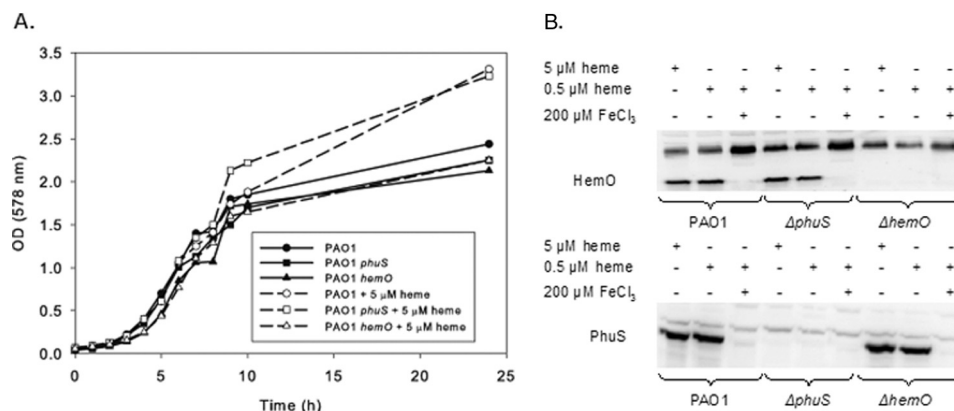 A.
3.5
3.0
2.5
2.0
1.5
1.0
0.5
0.0
OD (578 nm)
PAO1
PAO1 phuS
PAO1 hemO
PAO1 + 5 µM heme
PAO1 phuS + 5 µM heme
PAO1 hemO + 5 µM heme
0 5 10 15 20 25
Time (h)
B.
5 µM heme + - - + - - + - -
0.5 µM heme - + + - + + - + +
200 µM FeCl3 - - + - - + - - +
HemO
PAO1 ΔphuS ΔhemO
5 µM heme + - - + - - + - -
0.5 µM heme - + + - + + - + +
200 µM FeCl3 - - + - - + - - +
PhuS
PAO1 ΔphuS ΔhemO